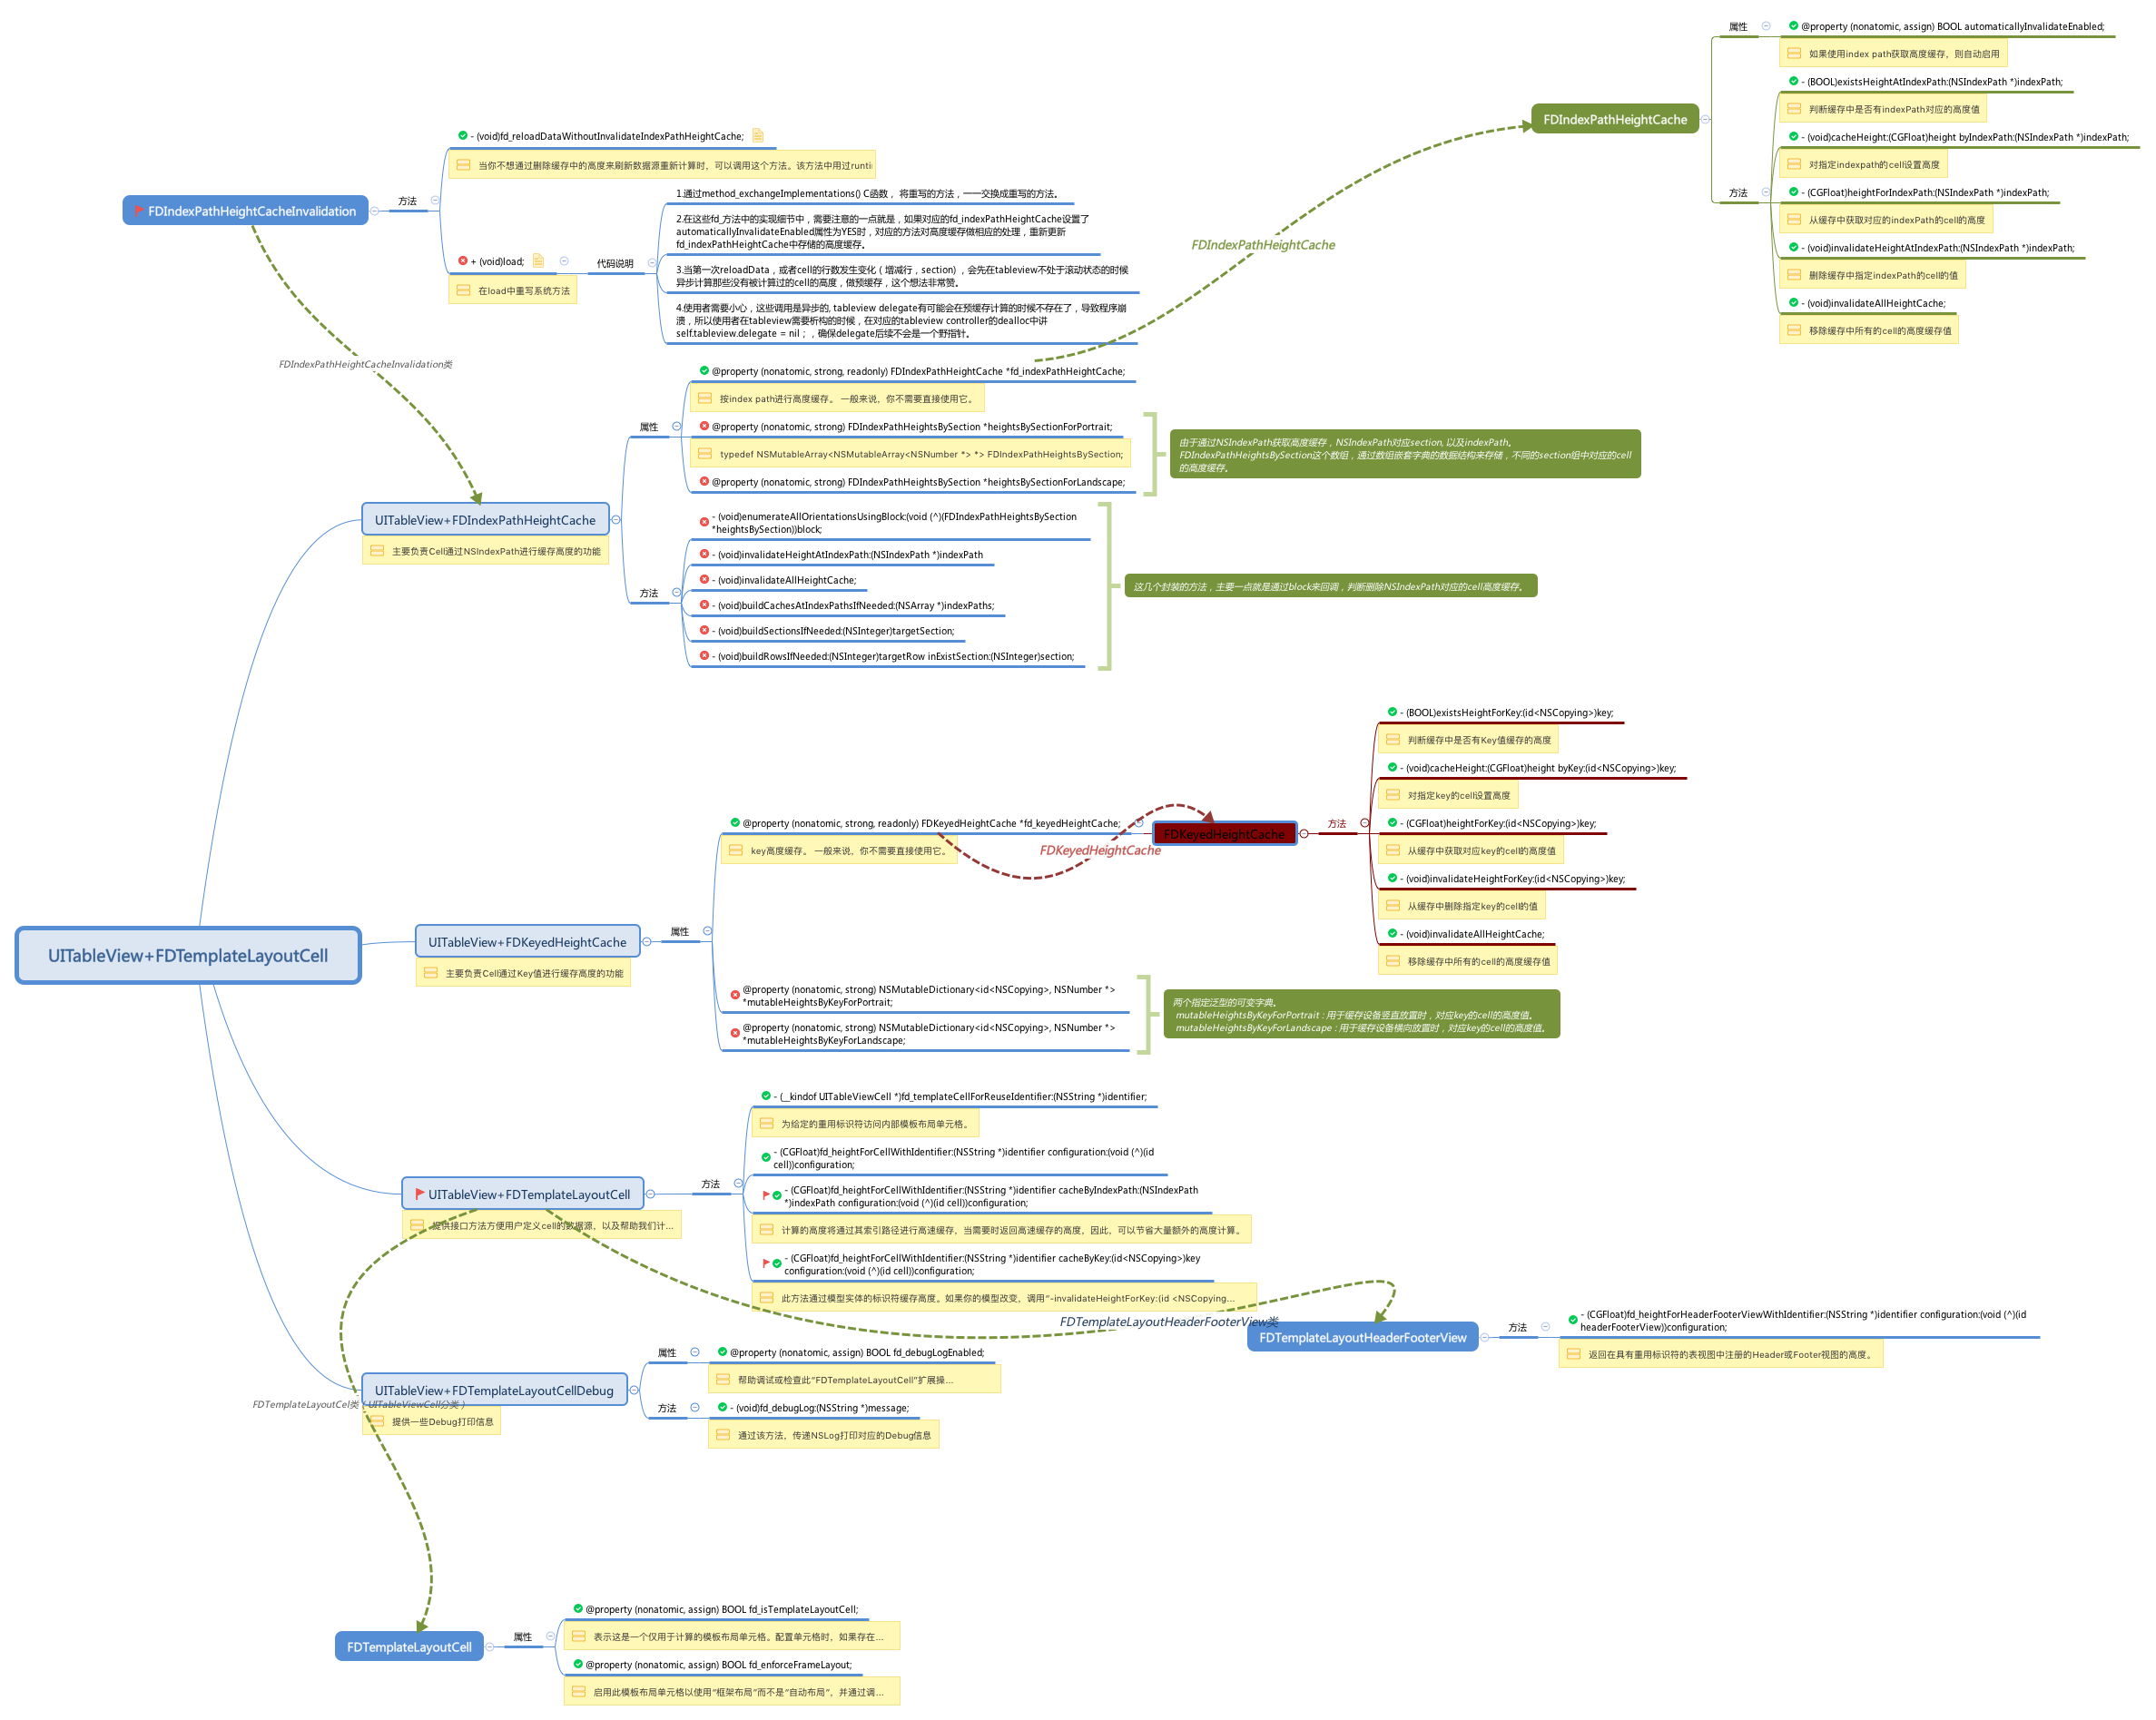 @property (nonatomic, assign) BOOL automaticallyInvalidateEnabled;
属性
如果使用index path获取高度缓存，则自动启用
- (BOOL)existsHeightAtIndexPath:(NSIndexPath *)indexPath;
判断缓存中是否有indexPath对应的高度值
FDIndexPathHeightCache
- (void)cacheHeight:(CGFloat)height byIndexPath:(NSIndexPath *)indexPath;
对指定indexpath的cell设置高度
方法
- (CGFloat)heightForIndexPath:(NSIndexPath *)indexPath;
从缓存中获取对应的indexPath的cell的高度
- (void)invalidateHeightAtIndexPath:(NSIndexPath *)indexPath;
删除缓存中指定indexPath的cell的值
- (void)invalidateAllHeightCache;
移除缓存中所有的cell的高度缓存值
FDIndexPathHeightCache
FDIndexPathHeightCacheInvalidation
方法
- (void)fd_reloadDataWithoutInvalidateIndexPathHeightCache;
当你不想通过删除缓存中的高度来刷新数据源重新计算时，可以调用这个方法。该方法中用过runti
+ (void)load;
在load中重写系统方法
代码说明
1.通过method_exchangeImplementations() C函数， 将重写的方法，一一交换成重写的方法。
2.在这些fd_方法中的实现细节中，需要注意的一点就是，如果对应的fd_indexPathHeightCache设置了
automaticallyInvalidateEnabled属性为YES时，对应的方法对高度缓存做相应的处理，重新更新
fd_indexPathHeightCache中存储的高度缓存。
3.当第一次reloadData，或者cell的行数发生变化（增减行，section），会先在tableview不处于滚动状态的时候
异步计算那些没有被计算过的cell的高度，做预缓存，这个想法非常赞。
4.使用者需要小心，这些调用是异步的, tableview delegate有可能会在预缓存计算的时候不存在了，导致程序崩
溃，所以使用者在tableview需要析构的时候，在对应的tableview controller的dealloc中讲
self.tableview.delegate = nil；，确保delegate后续不会是一个野指针。
FDIndexPathHeightCacheInvalidation类
UITableView+FDIndexPathHeightCache
主要负责Cell通过NSIndexPath进行缓存高度的功能
属性
@property (nonatomic, strong, readonly) FDIndexPathHeightCache *fd_indexPathHeightCache;
按index path进行高度缓存。 一般来说，你不需要直接使用它。
@property (nonatomic, strong) FDIndexPathHeightsBySection *heightsBySectionForPortrait;
typedef NSMutableArray<NSMutableArray<NSNumber *> *> FDIndexPathHeightsBySection;
@property (nonatomic, strong) FDIndexPathHeightsBySection *heightsBySectionForLandscape;
由于通过NSIndexPath获取高度缓存，NSIndexPath对应section, 以及indexPath。
FDIndexPathHeightsBySection这个数组，通过数组嵌套字典的数据结构来存储，不同的section组中对应的cell
的高度缓存。
方法
- (void)enumerateAllOrientationsUsingBlock:(void (^)(FDIndexPathHeightsBySection
*heightsBySection))block;
- (void)invalidateHeightAtIndexPath:(NSIndexPath *)indexPath
- (void)invalidateAllHeightCache;
- (void)buildCachesAtIndexPathsIfNeeded:(NSArray *)indexPaths;
- (void)buildSectionsIfNeeded:(NSInteger)targetSection;
- (void)buildRowsIfNeeded:(NSInteger)targetRow inExistSection:(NSInteger)section;
这几个封装的方法，主要一点就是通过block来回调，判断删除NSIndexPath对应的cell高度缓存。
UITableView+FDTemplateLayoutCell
UITableView+FDKeyedHeightCache
主要负责Cell通过Key值进行缓存高度的功能
属性
@property (nonatomic, strong, readonly) FDKeyedHeightCache *fd_keyedHeightCache;
key高度缓存。 一般来说，你不需要直接使用它。
FDKeyedHeightCache
FDKeyedHeightCache
方法
- (BOOL)existsHeightForKey:(id<NSCopying>)key;
判断缓存中是否有Key值缓存的高度
- (void)cacheHeight:(CGFloat)height byKey:(id<NSCopying>)key;
对指定key的cell设置高度
- (CGFloat)heightForKey:(id<NSCopying>)key;
从缓存中获取对应key的cell的高度值
- (void)invalidateHeightForKey:(id<NSCopying>)key;
从缓存中删除指定key的cell的值
- (void)invalidateAllHeightCache;
移除缓存中所有的cell的高度缓存值
@property (nonatomic, strong) NSMutableDictionary<id<NSCopying>, NSNumber *>
*mutableHeightsByKeyForPortrait;
@property (nonatomic, strong) NSMutableDictionary<id<NSCopying>, NSNumber *>
*mutableHeightsByKeyForLandscape;
两个指定泛型的可变字典。
mutableHeightsByKeyForPortrait : 用于缓存设备竖直放置时，对应key的cell的高度值。
mutableHeightsByKeyForLandscape : 用于缓存设备横向放置时，对应key的cell的高度值。
UITableView+FDTemplateLayoutCell
提供接口方法方便用户定义cell的数据源，以及帮助我们计...
方法
- (__kindof UITableViewCell *)fd_templateCellForReuseIdentifier:(NSString *)identifier;
为给定的重用标识符访问内部模板布局单元格。
- (CGFloat)fd_heightForCellWithIdentifier:(NSString *)identifier configuration:(void (^)(id
cell))configuration;
- (CGFloat)fd_heightForCellWithIdentifier:(NSString *)identifier cacheByIndexPath:(NSIndexPath
*)indexPath configuration:(void (^)(id cell))configuration;
计算的高度将通过其索引路径进行高速缓存，当需要时返回高速缓存的高度，因此，可以节省大量额外的高度计算。
- (CGFloat)fd_heightForCellWithIdentifier:(NSString *)identifier cacheByKey:(id<NSCopying>)key
configuration:(void (^)(id cell))configuration;
此方法通过模型实体的标识符缓存高度。如果你的模型改变，调用“-invalidateHeightForKey:(id <NSCopying...
FDTemplateLayoutHeaderFooterView类
FDTemplateLayoutHeaderFooterView
方法
- (CGFloat)fd_heightForHeaderFooterViewWithIdentifier:(NSString *)identifier configuration:(void (^)(id
headerFooterView))configuration;
返回在具有重用标识符的表视图中注册的Header或Footer视图的高度。
UITableView+FDTemplateLayoutCellDebug
提供一些Debug打印信息
属性
@property (nonatomic, assign) BOOL fd_debugLogEnabled;
帮助调试或检查此“FDTemplateLayoutCell”扩展操...
方法
- (void)fd_debugLog:(NSString *)message;
通过该方法，传递NSLog打印对应的Debug信息
FDTemplateLayoutCel类（UITableViewCell分类）
FDTemplateLayoutCell
属性
@property (nonatomic, assign) BOOL fd_isTemplateLayoutCell;
表示这是一个仅用于计算的模板布局单元格。配置单元格时，如果存在...
@property (nonatomic, assign) BOOL fd_enforceFrameLayout;
启用此模板布局单元格以使用“框架布局”而不是“自动布局”，并通过调...